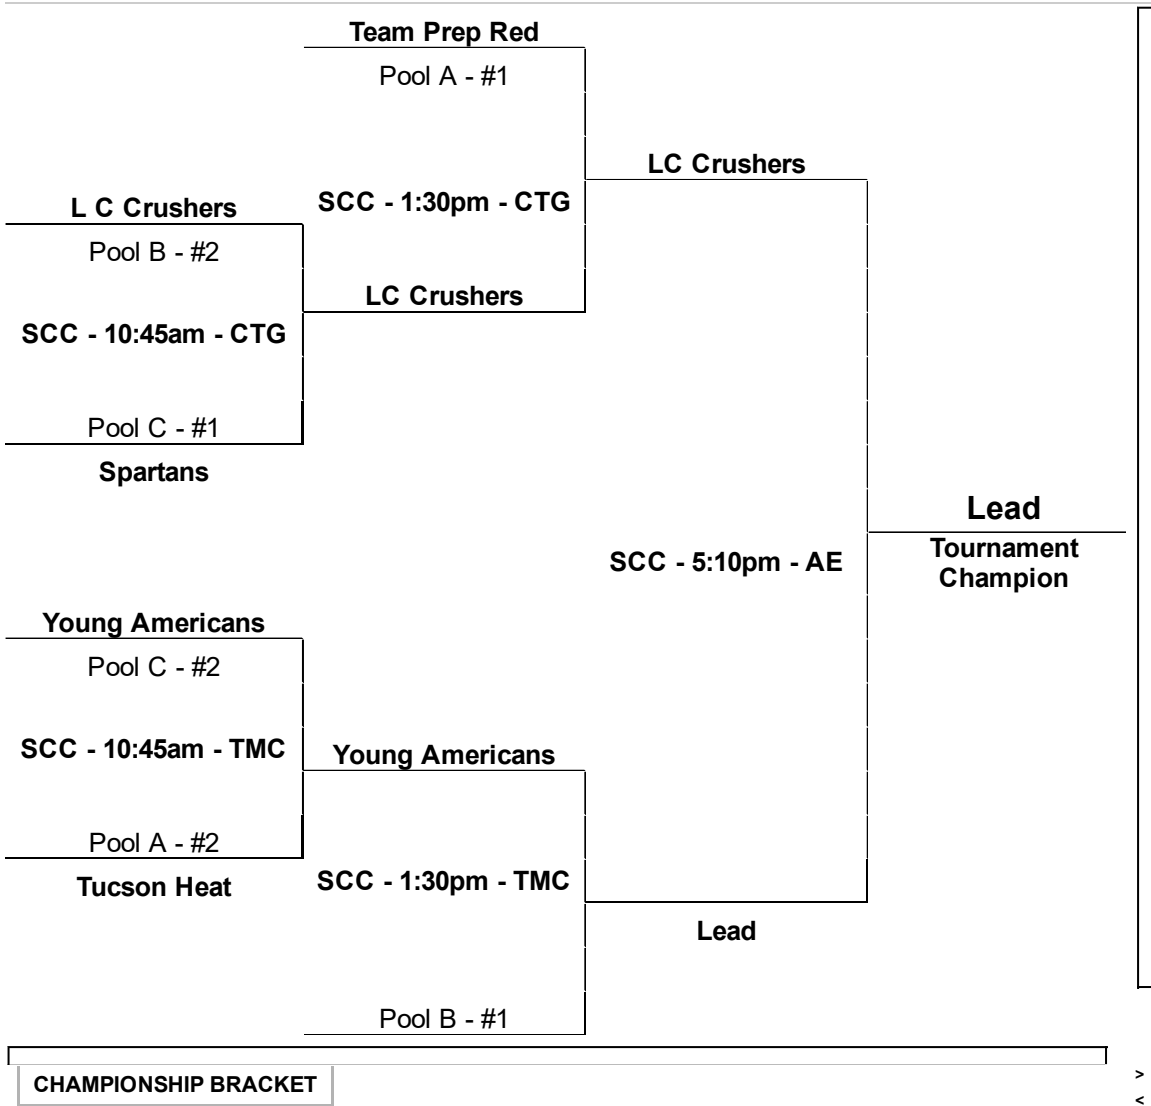 Team Prep Red
Pool A - #1
LC Crushers
L C Crushers
SCC - 1:30pm - CTG
Pool B - #2
LC Crushers
SCC - 10:45am - CTG
Pool C - #1
Spartans
Lead
Tournament
Champion
SCC - 5:10pm - AE
Young Americans
Pool C - #2
SCC - 10:45am - TMC
Young Americans
Pool A - #2
Tucson Heat
SCC - 1:30pm - TMC
Lead
Pool B - #1
CHAMPIONSHIP BRACKET
>
<